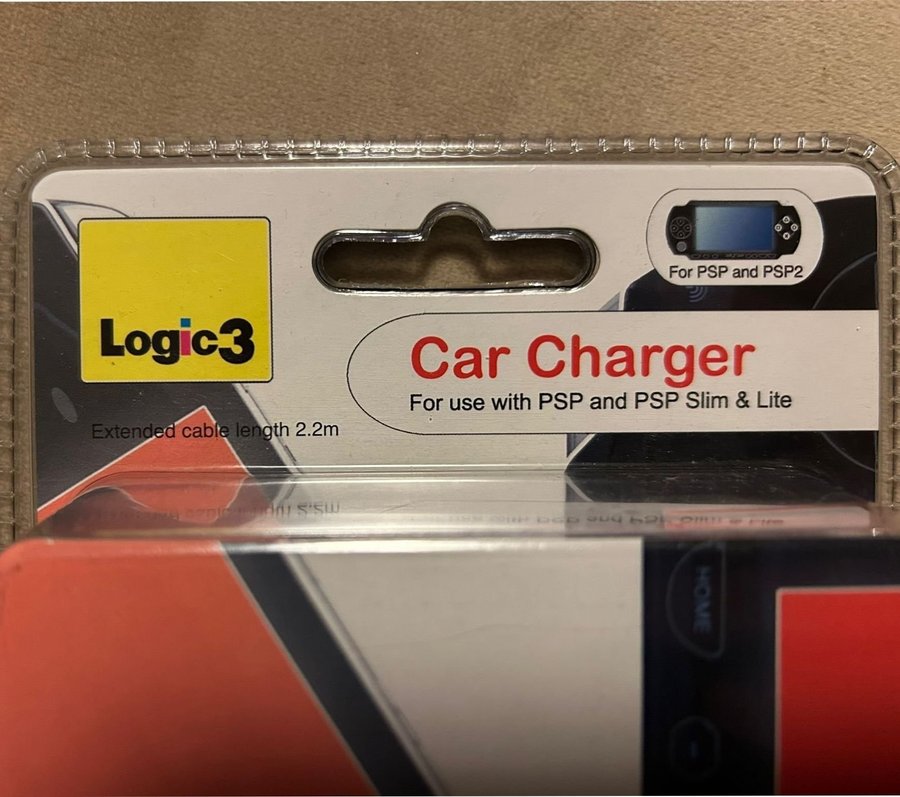 For PSP and PSP2
Logic3
Car Charger
For use with PSP and PSP Slim & Lite
Extended cable length 2.2m
HOME